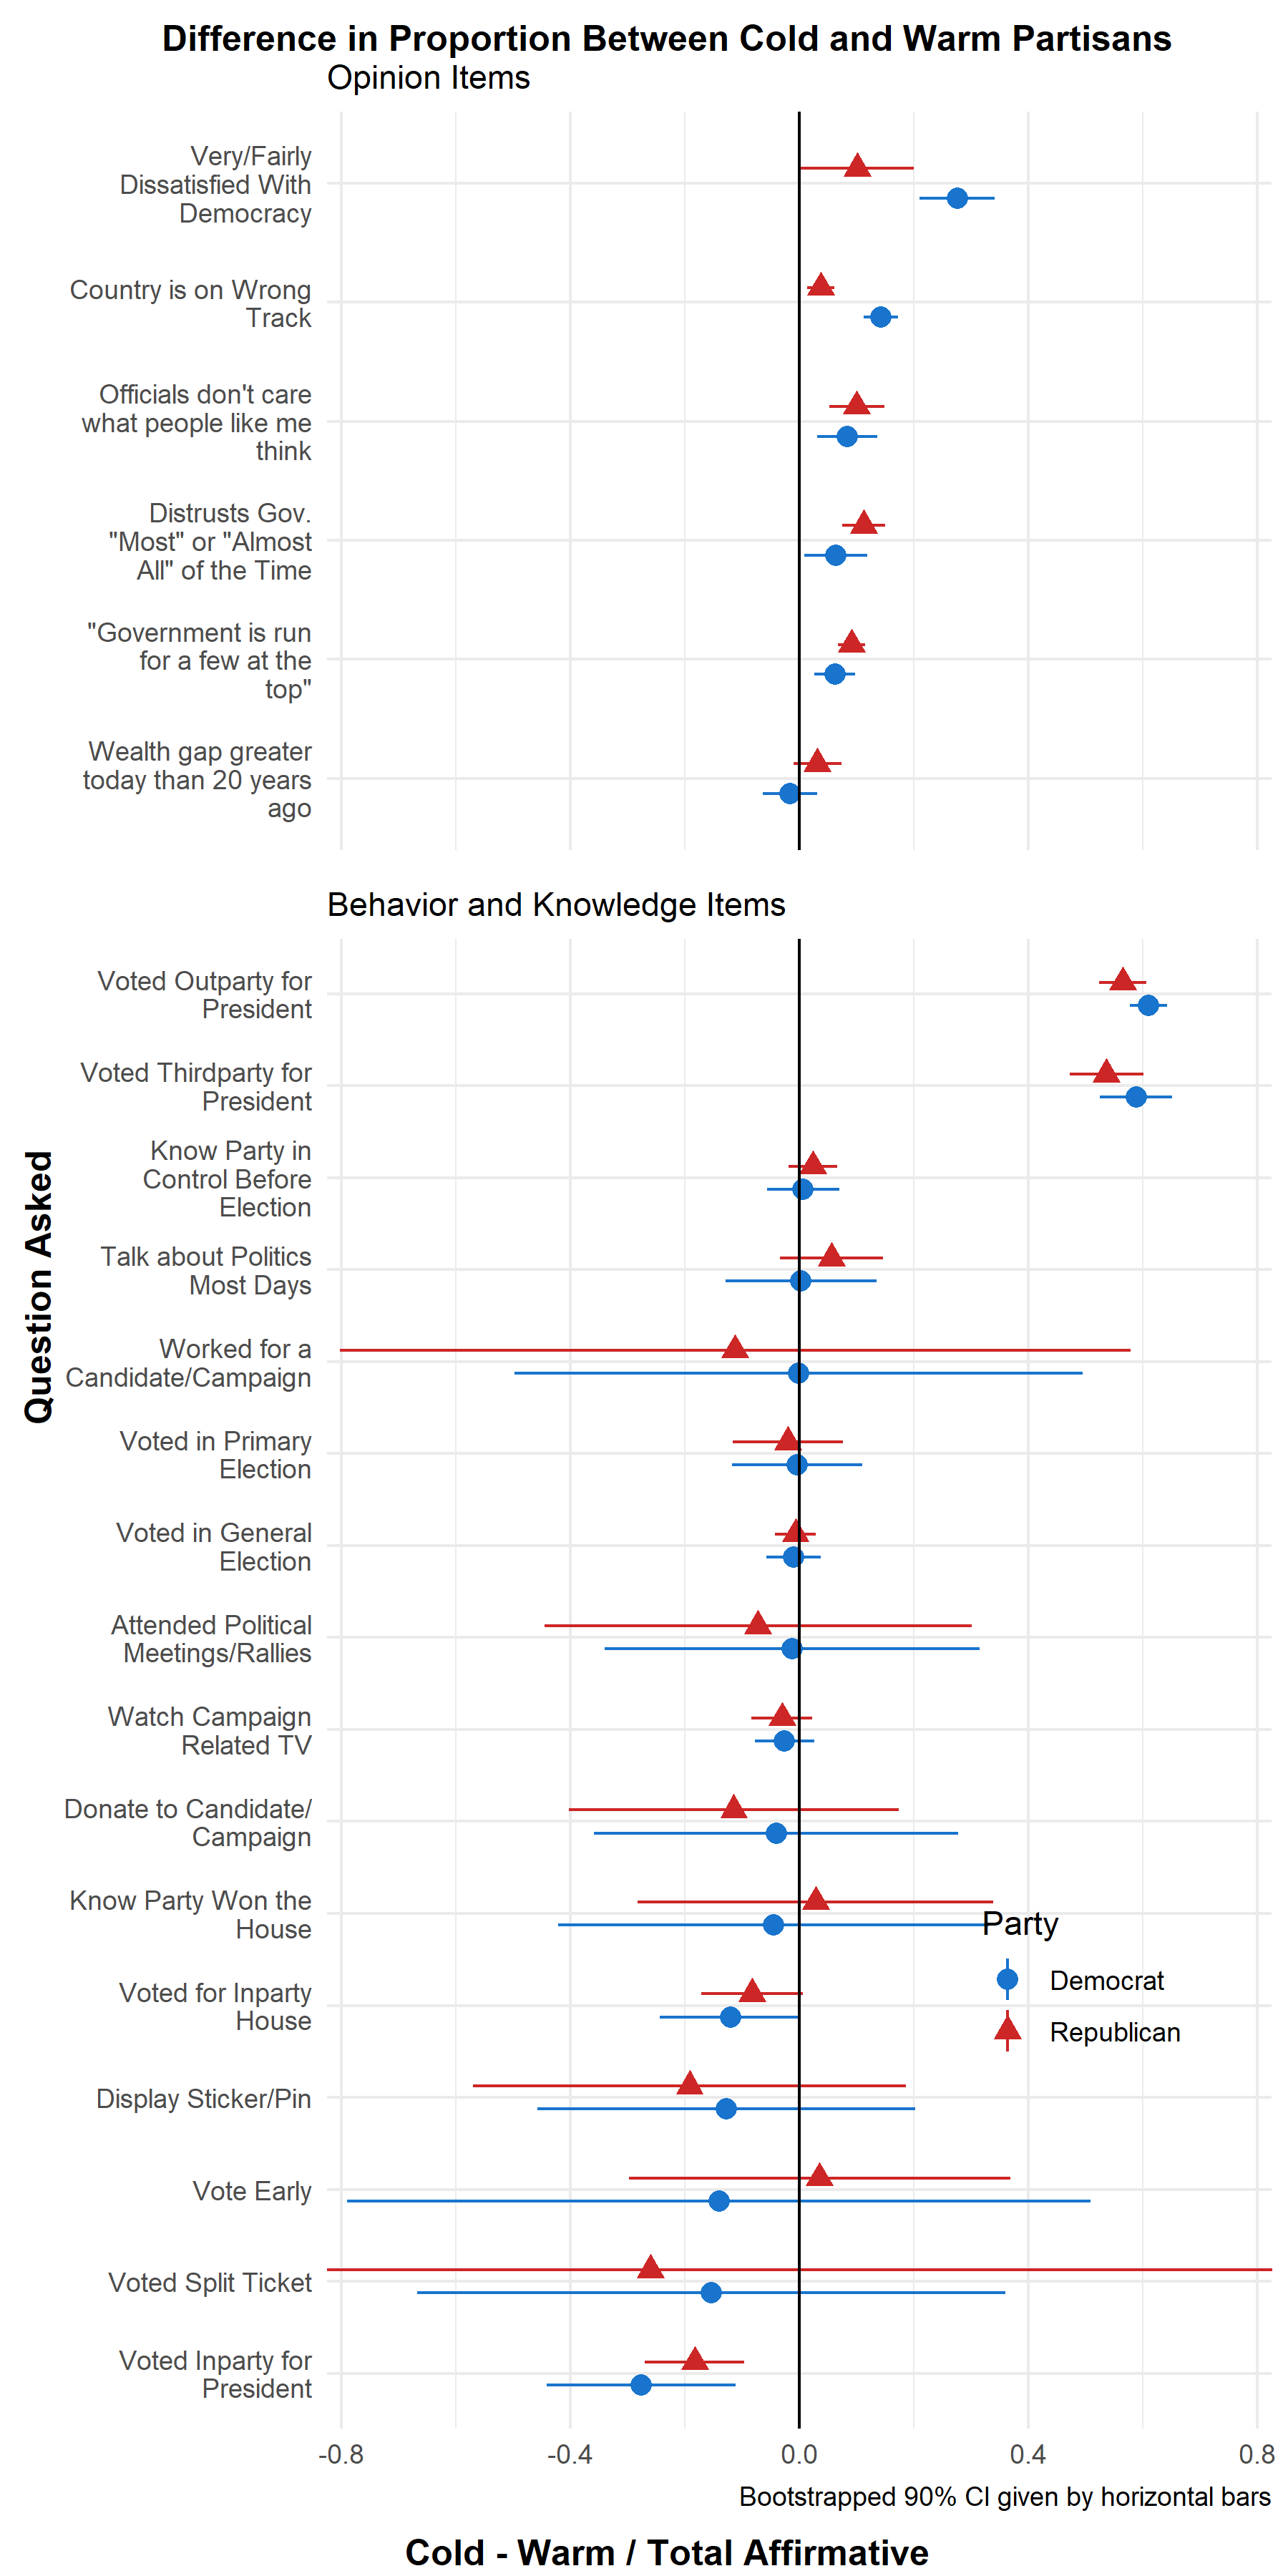 Difference in Proportion Between Cold and Warm Partisans
Opinion Items
Very/Fairly
Dissatisfied With
Democracy
Country is on Wrong
Track
Officials don't care
what people like me
think
Distrusts Gov.
"Most" or "Almost
All" of the Time
"Government is run
for a few at the
top"
Wealth gap greater
today than 20 years
ago
Behavior and Knowledge Items
Question Asked
Voted Outparty for
President
Voted Thirdparty for
President
Know Party in
Control Before
Election
Talk about Politics
Most Days
Worked for a
Candidate/Campaign
Voted in Primary
Election
Voted in General
Election
Attended Political
Meetings/Rallies
Watch Campaign
Related TV
Donate to Candidate/
Campaign
Know Party Won the
House
Voted for Inparty
House
Display Sticker/Pin
Vote Early
Voted Split Ticket
Voted Inparty for
President
Party
Democrat
Republican
-0.8 -0.4 0.0 0.4 0.8
Bootstrapped 90% CI given by horizontal bars
Cold - Warm / Total Affirmative